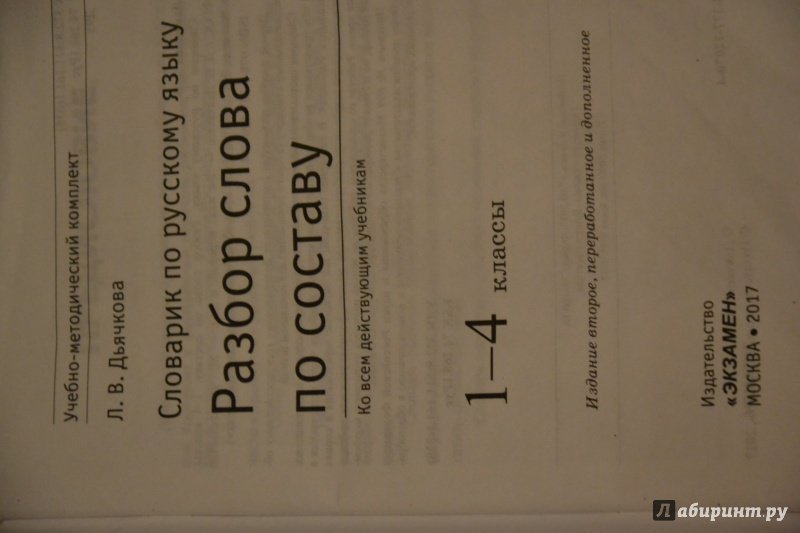 Учебно-методический комплект
Л. В. Дьячкова
Словарик по русскому языку
Разбор слова
по составу
Ко всем действующим учебникам
1–4 классы
Издание второе, переработанное и дополненное
Издательство
«ЭКЗАМЕН»
МОСКВА • 2017
Лабиринт.ру